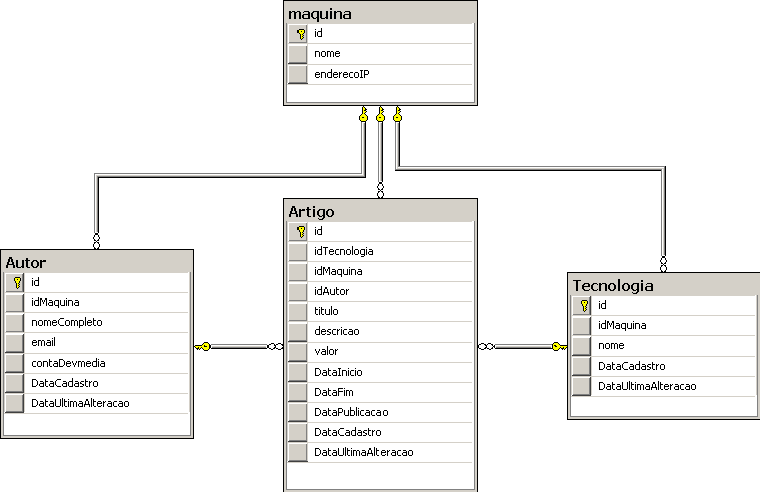 maquina
id
nome
enderecoIP
Autor
id
idMaquina
nomeCompleto
email
contaDevmedia
DataCadastro
DataUltimaAlteracao
Artigo
id
idTecnologia
idMaquina
idAutor
titulo
descricao
valor
DataInicio
DataFim
DataPublicacao
DataCadastro
DataUltimaAlteracao
Tecnologia
id
idMaquina
nome
DataCadastro
DataUltimaAlteracao